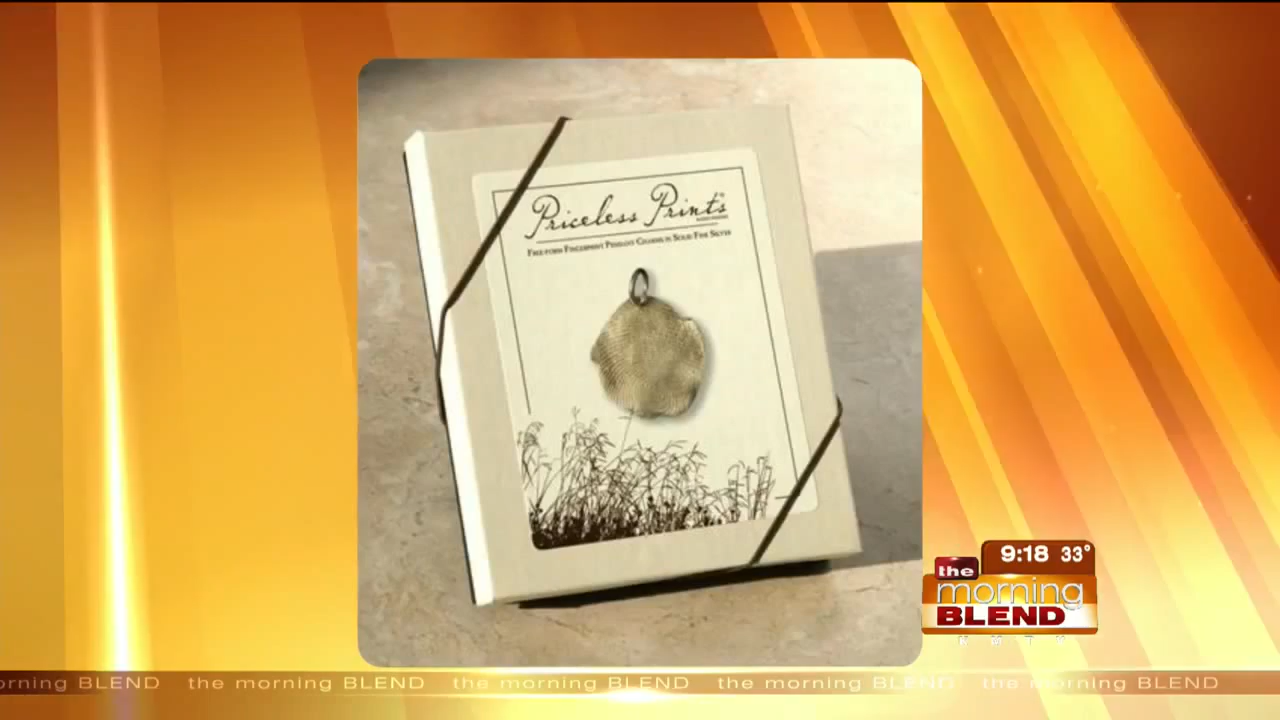 Priceless Prints
Free-form Fingerprint Pendant Charms in Solid Fine Silver
9:18 33°
the
morning
BLEND
orning BLEND the morning BLEND the morning BLEND the morning BLEND the morning BLEND